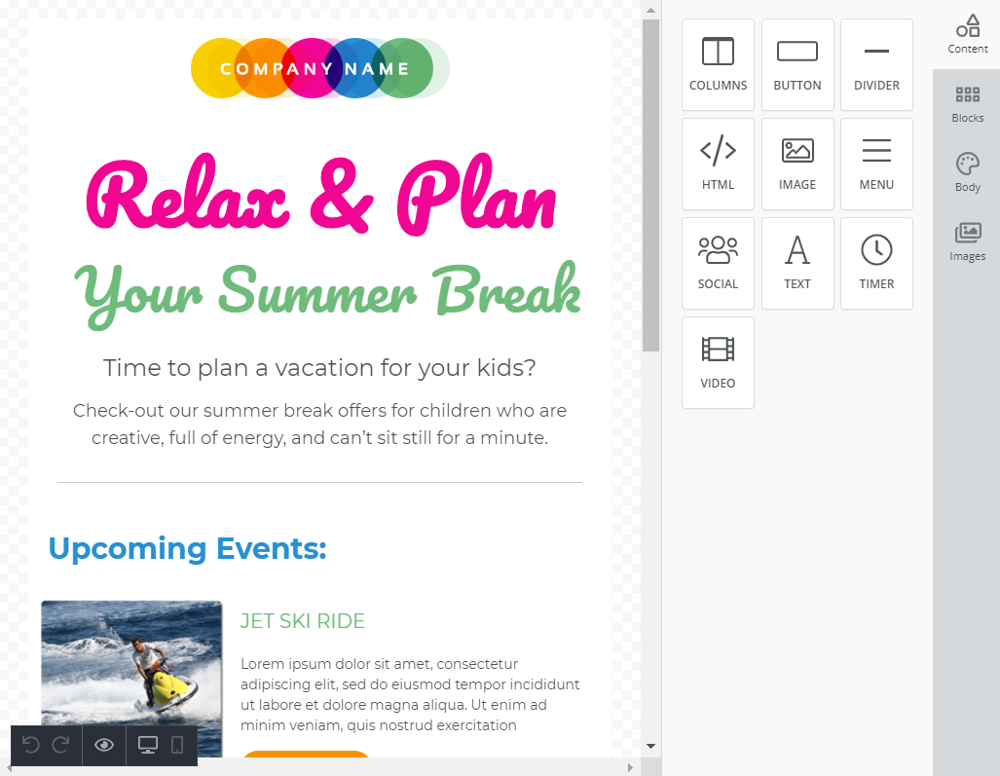 COMPANY NAME
Relax & Plan
Your Summer Break
Time to plan a vacation for your kids?
Check-out our summer break offers for children who are
creative, full of energy, and can’t sit still for a minute.
Upcoming Events:
JET SKI RIDE
Lorem ipsum dolor sit amet, consectetur
adipiscing elit, sed do eiusmod tempor incididunt
ut labore et dolore magna aliqua. Ut enim ad
minim veniam, quis nostrud exercitation
COLUMNS
BUTTON
DIVIDER
HTML
IMAGE
MENU
SOCIAL
TEXT
TIMER
VIDEO
Content
Blocks
Body
Images